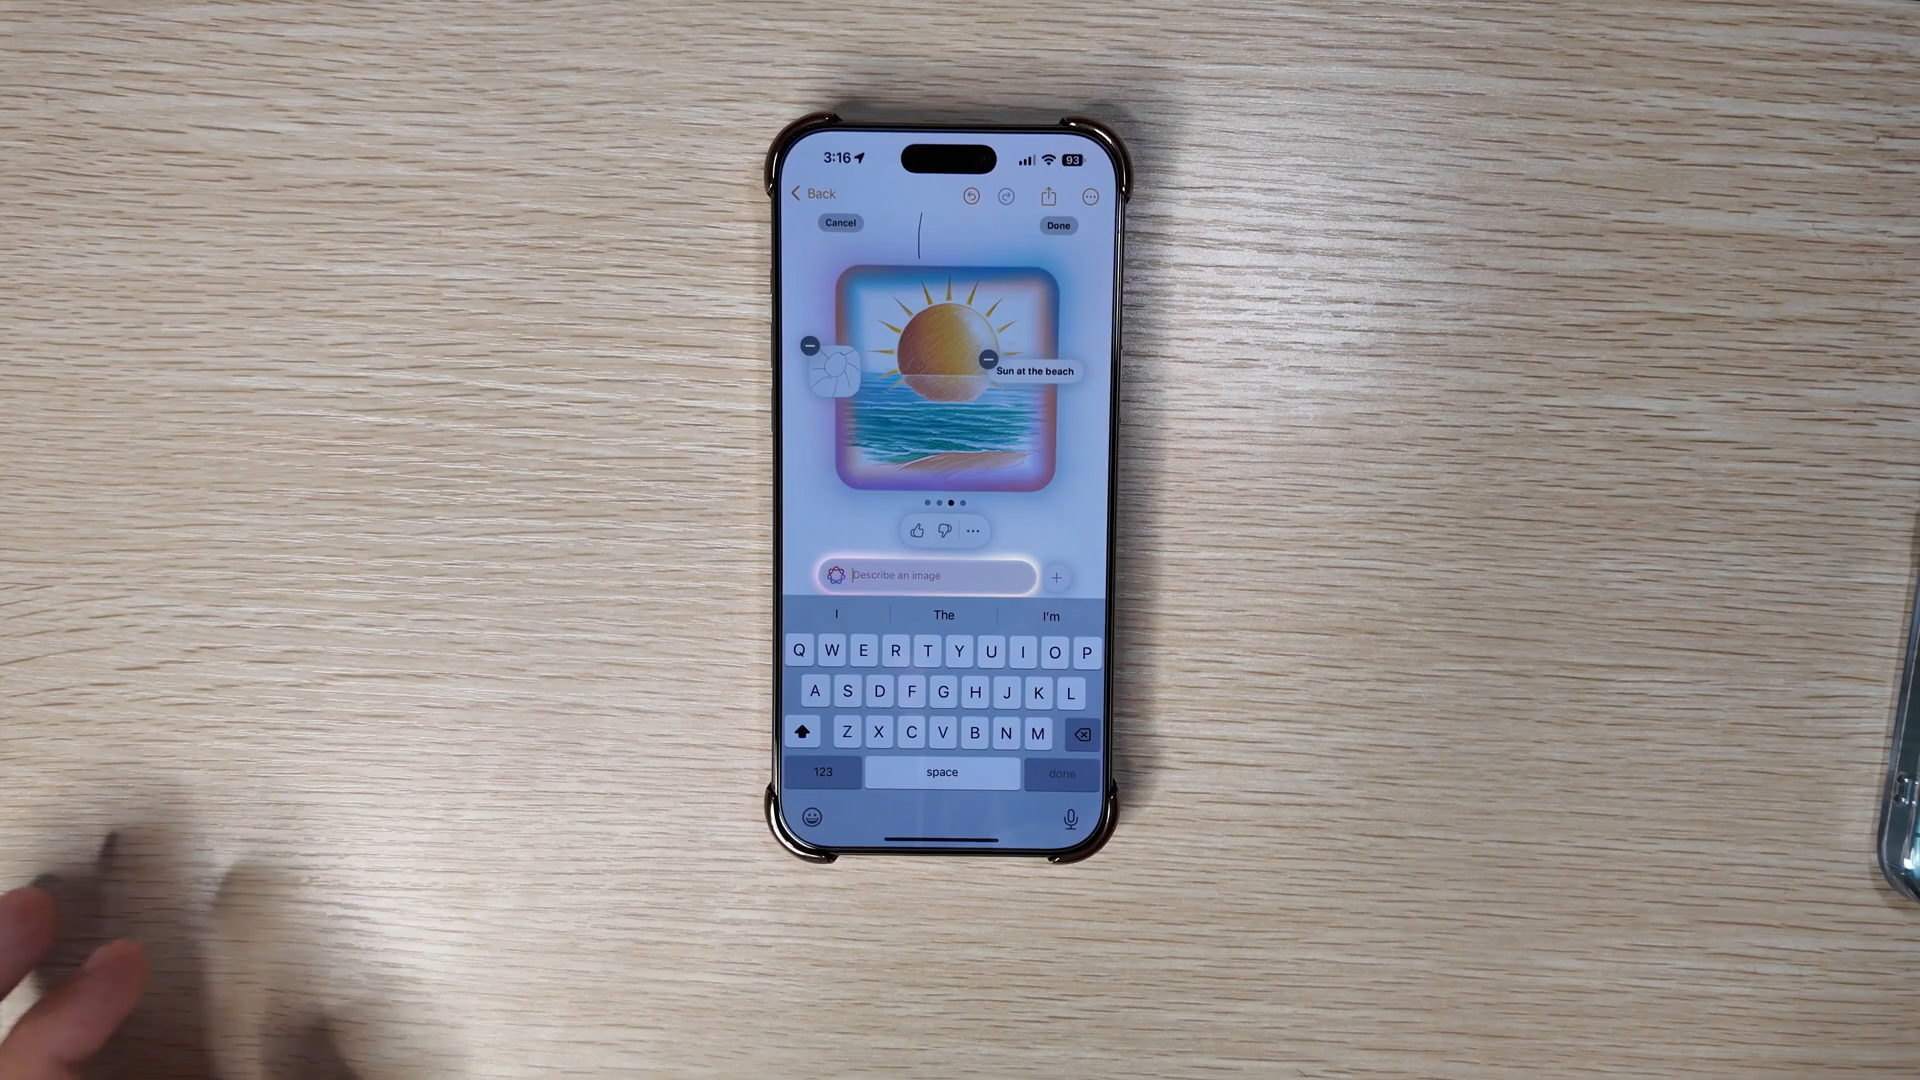 3:16
93
Back
Cancel
Done
Sun at the beach
Describe an image
I The I'm
Q W E R T Y U I O P
A S D F G H J K L
Z X C V B N M
123 space done